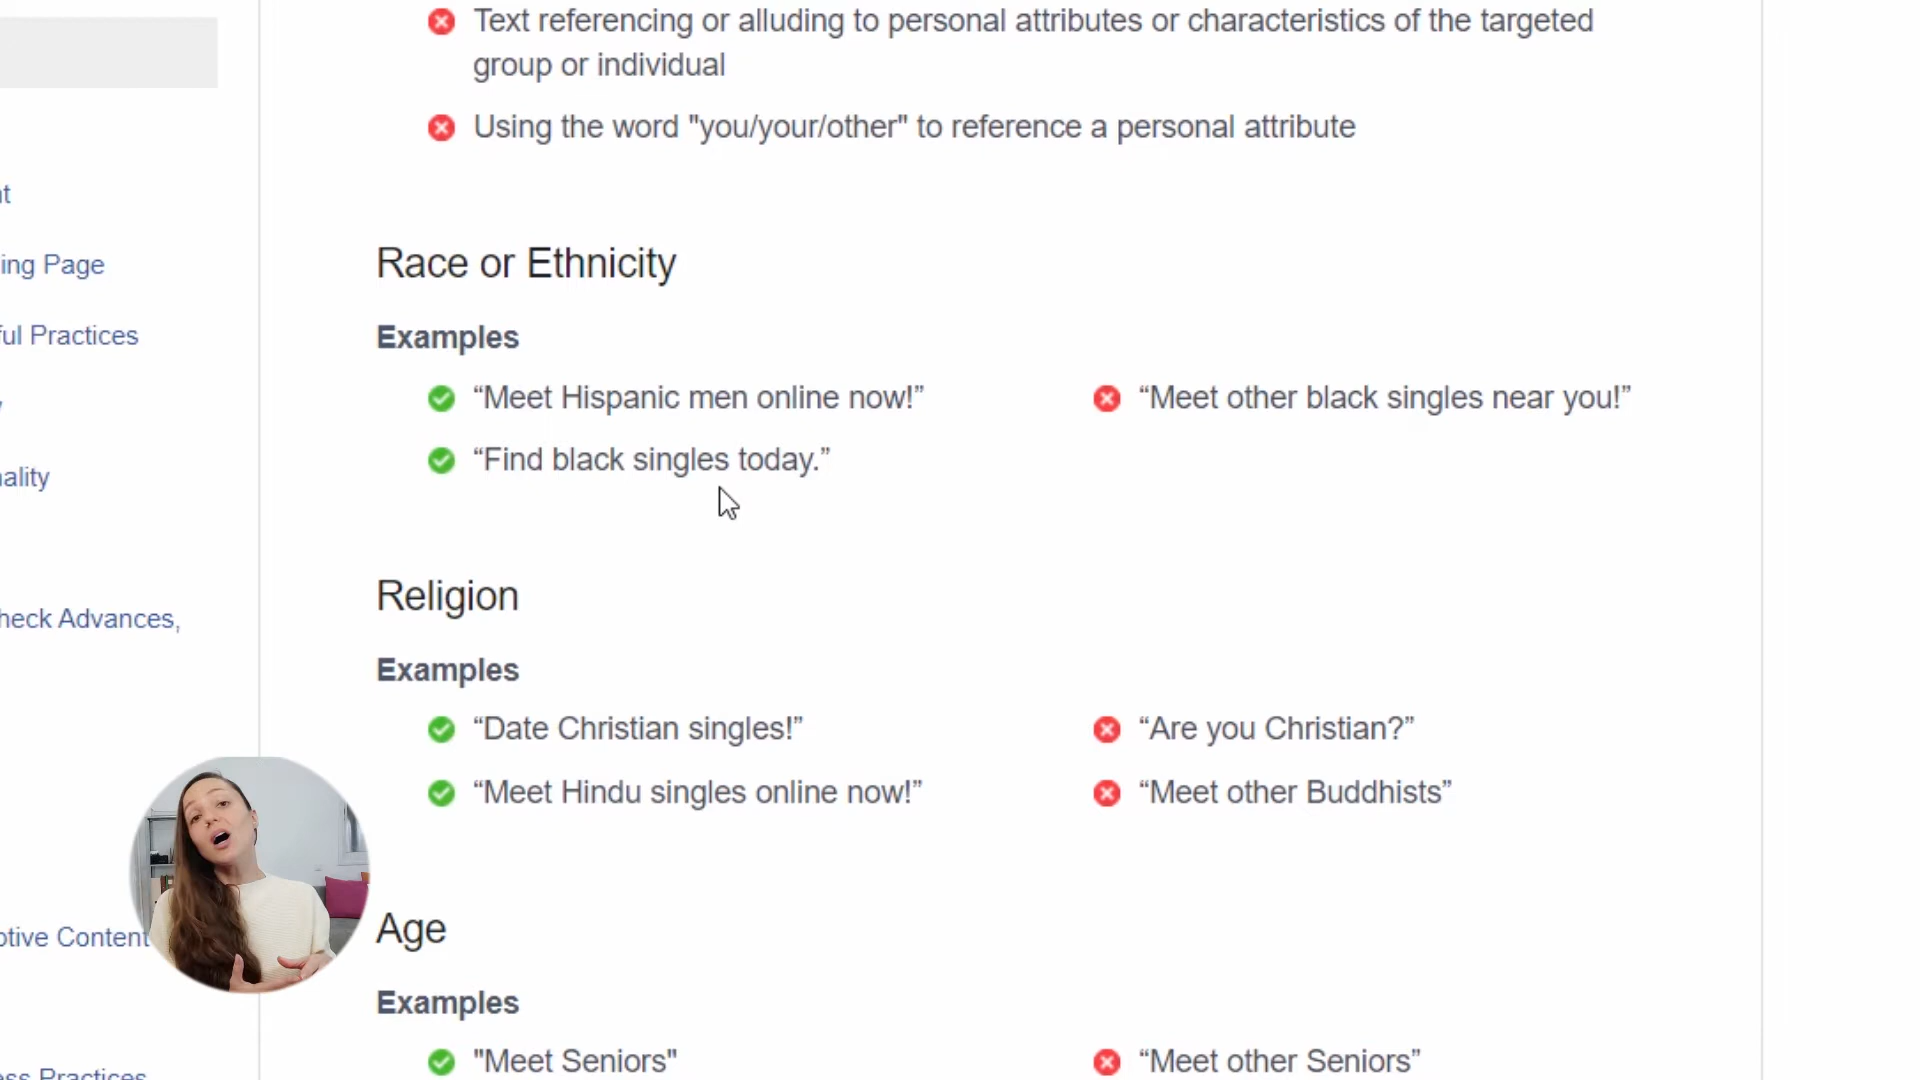 Text referencing or alluding to personal attributes or characteristics of the targeted
group or individual
Using the word "you/your/other" to reference a personal attribute
ing Page
Practices
heck Advances,
Content
Practices
Race or Ethnicity
Examples
“Meet Hispanic men online now!”
“Meet other black singles near you!”
“Find black singles today.”
Religion
Examples
“Date Christian singles!”
“Are you Christian?”
“Meet Hindu singles online now!”
“Meet other Buddhists”
Age
Examples
"Meet Seniors"
“Meet other Seniors”